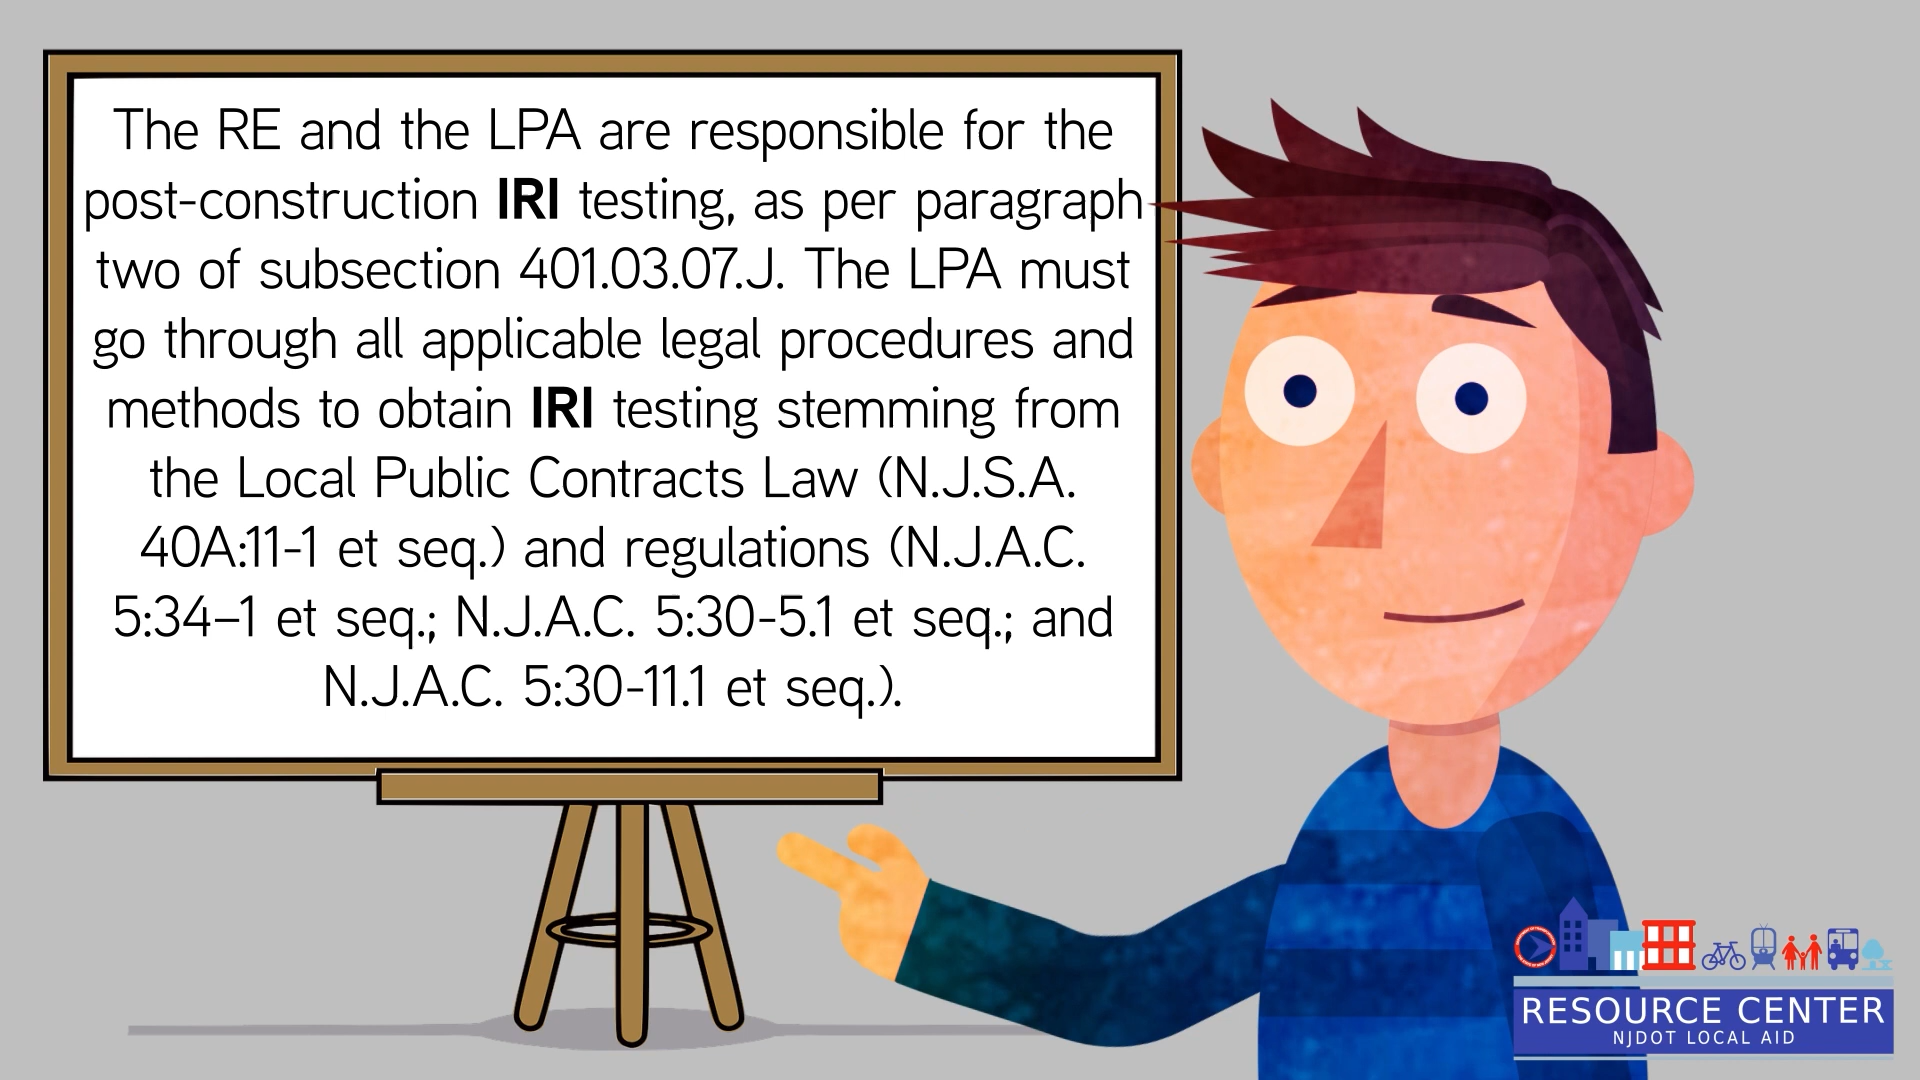 The RE and the LPA are responsible for the
post-construction IRI testing, as per paragraph
two of subsection 401.03.07.J. The LPA must
go through all applicable legal procedures and
methods to obtain IRI testing stemming from
the Local Public Contracts Law (N.J.S.A.
40A:11-1 et seq.) and regulations (N.J.A.C.
5:34–1 et seq.; N.J.A.C. 5:30-5.1 et seq.; and
N.J.A.C. 5:30-11.1 et seq.).
RESOURCE CENTER
NJDOT LOCAL AID